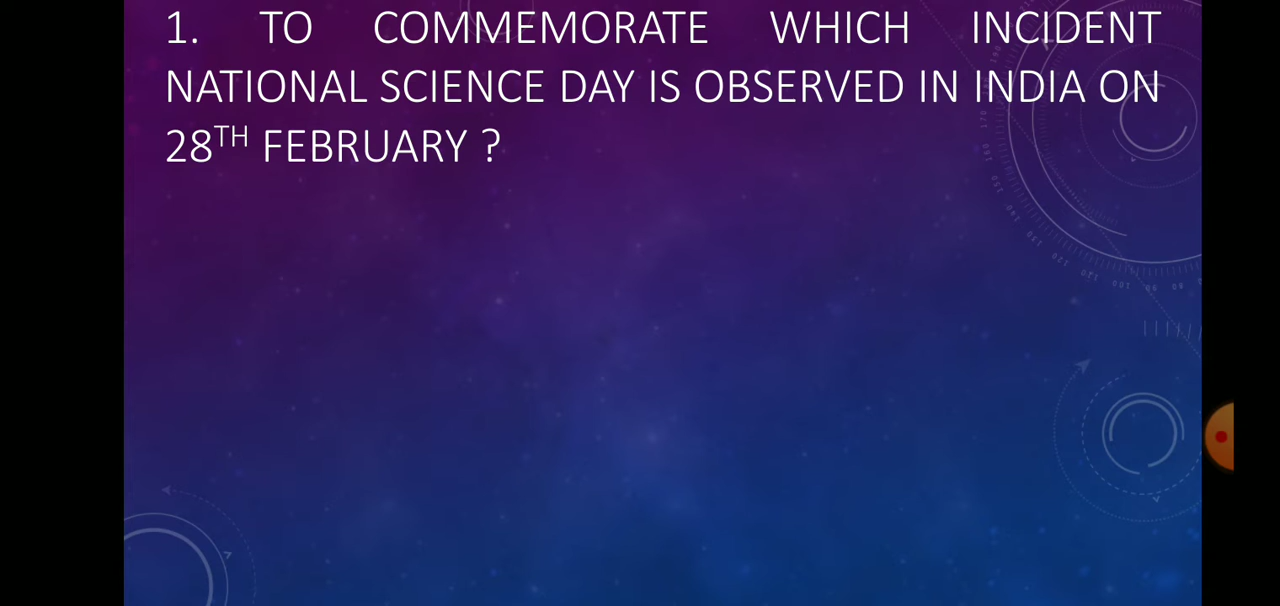 1. TO COMMEMORATE WHICH INCIDENT
NATIONAL SCIENCE DAY IS OBSERVED IN INDIA ON
28TH FEBRUARY ?